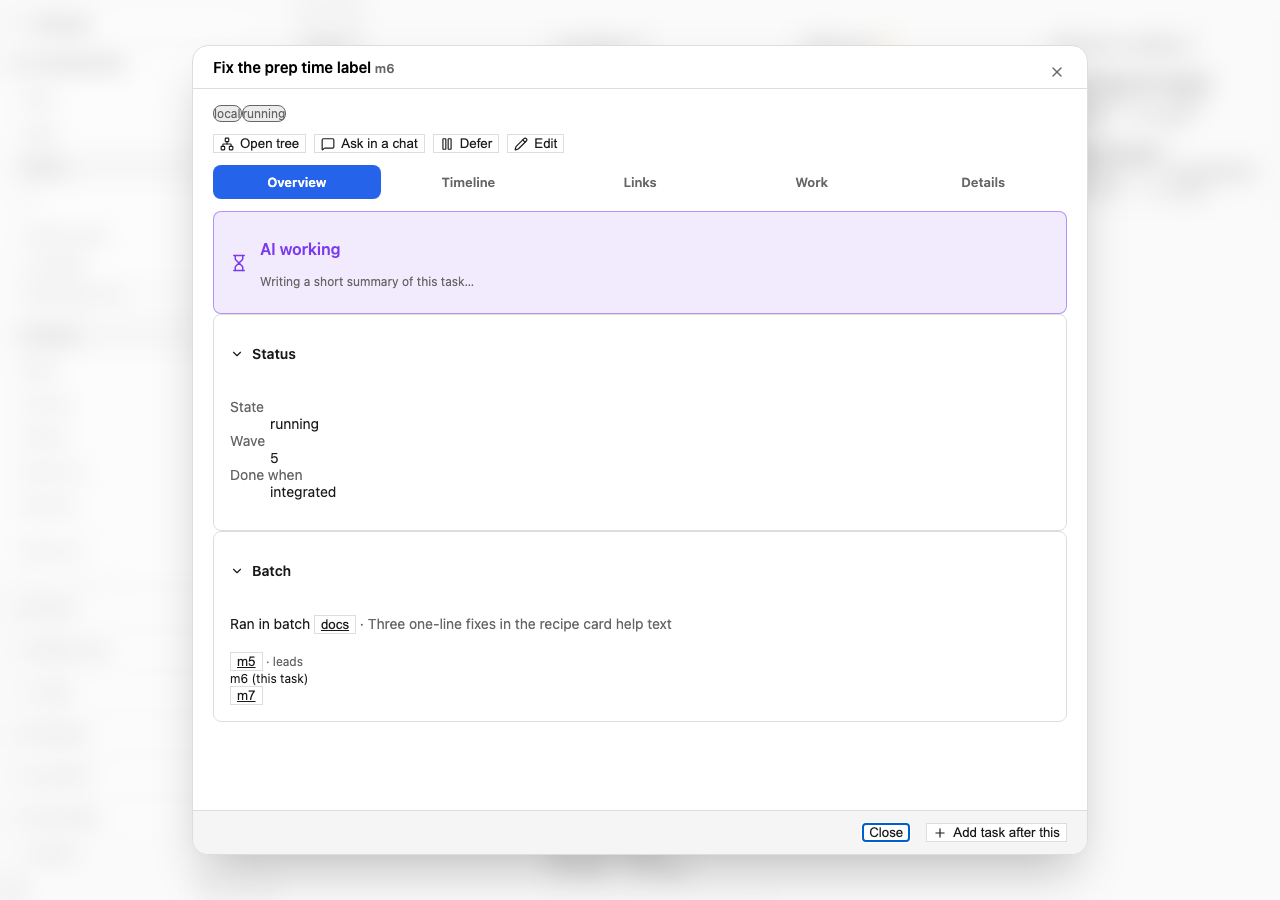 Fix the prep time label m6
local running
Open tree Ask in a chat Defer Edit
Overview Timeline Links Work Details
AI working
Writing a short summary of this task...
Status
State
running
Wave
5
Done when
integrated
Batch
Ran in batch docs · Three one-line fixes in the recipe card help text
m5 · leads
m6 (this task)
m7
Close + Add task after this